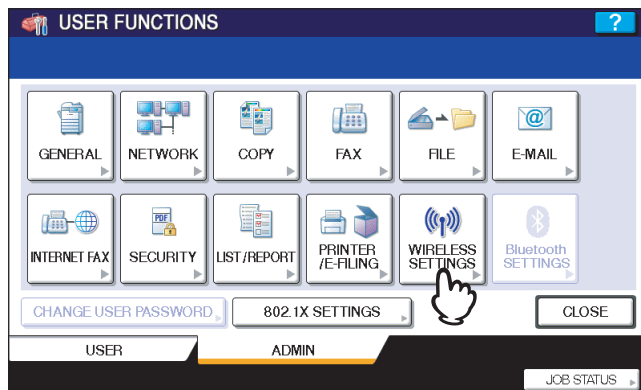 USER FUNCTIONS
?
GENERAL
NETWORK
COPY
FAX
FILE
@
E-MAIL
INTERNET FAX
PDF
SECURITY
LIST/REPORT
PRINTER
/E-FILING
WIRELESS
SETTINGS
Bluetooth
SETTINGS
CHANGE USER PASSWORD
802.1X SETTINGS
CLOSE
USER
ADMIN
JOB STATUS